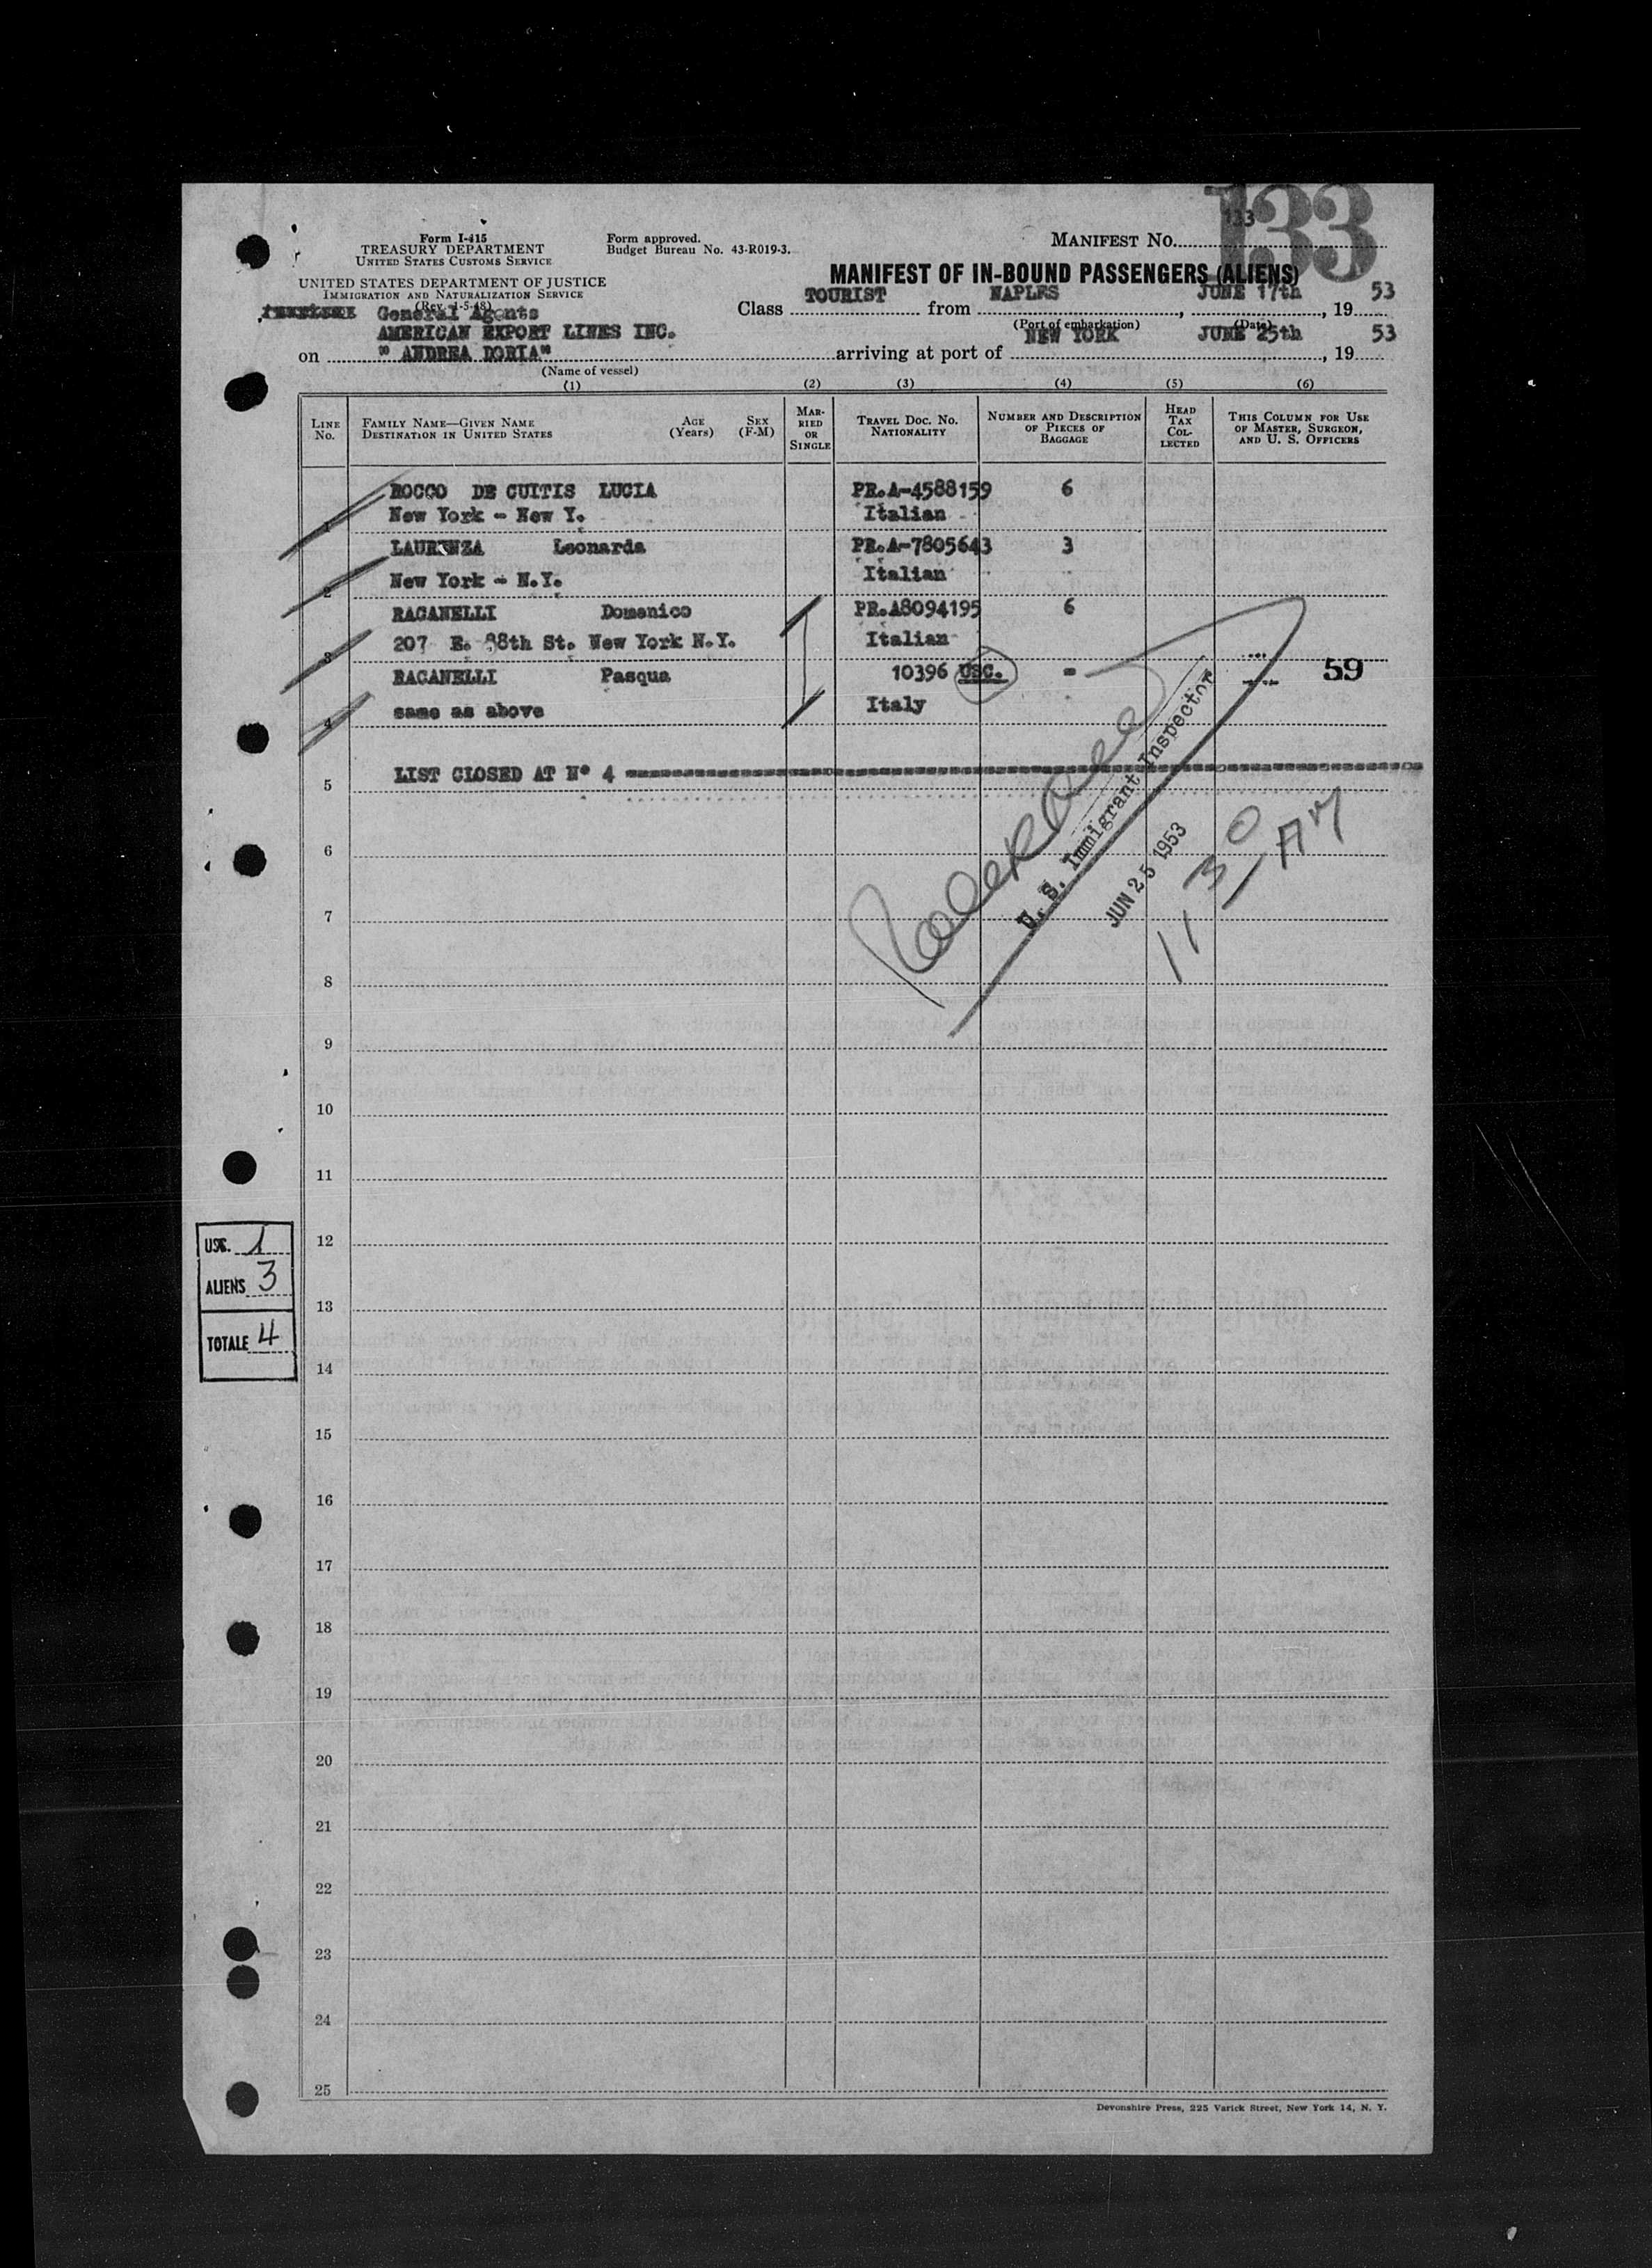 133
133
Form I-415
TREASURY DEPARTMENT
UNITED STATES CUSTOMS SERVICE
Form approved.
Budget Bureau No. 43-R019-3.
MANIFEST NO.
UNITED STATES DEPARTMENT OF JUSTICE
IMMIGRATION AND NATURALIZATION SERVICE
(Rev. 1-5-48)
MANIFEST OF IN-BOUND PASSENGERS (ALIENS)
General Agents
AMERICAN EXPORT LINES INC.
Class TOURIST from NAPLES, JUNE 17th, 19 53
(Port of embarkation) (Date)
on " ANDREA DORIA" arriving at port of NEW YORK JUNE 25th, 19 53
(Name of vessel)
(1) (2) (3) (4) (5) (6)
LINE No.
FAMILY NAME—GIVEN NAME
DESTINATION IN UNITED STATES
AGE (Years)
SEX (F-M)
MARRIED OR SINGLE
TRAVEL DOC. NO.
NATIONALITY
NUMBER AND DESCRIPTION OF PIECES OF BAGGAGE
HEAD TAX COLLECTED
THIS COLUMN FOR USE OF MASTER, SURGEON, AND U. S. OFFICERS
ROCCO DE CUITIS LUCIA PR.A-4588159 6
1 New York - New Y. Italian
LAURENZA Leonarda PR.A-7805643 3
2 New York - N.Y. Italian
RAGANELLI Domenico PR.A8094195 6
3 207 E. 88th St. New York N.Y. Italian
RAGANELLI Pasqua 10396 USC. - 59
4 same as above Italy
5 LIST CLOSED AT N° 4
U. S. Immigrant Inspector
JUN 25 1953
11 30 AM
6
7
8
9
10
11
12
13
14
15
16
17
18
19
20
21
22
23
24
25
USC. 1
ALIENS 3
TOTALE 4
Devonshire Press, 225 Varick Street, New York 14, N. Y.